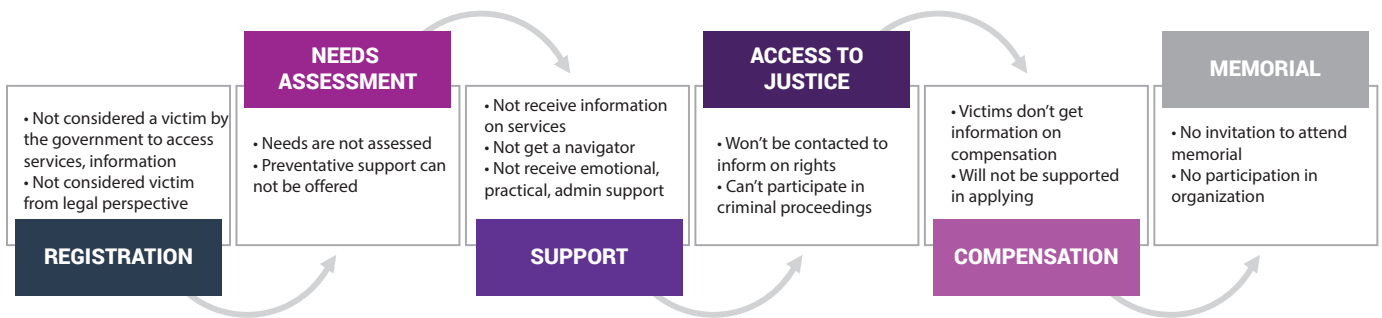 • Not considered a victim by
the government to access
services, information
• Not considered victim
from legal perspective
REGISTRATION
NEEDS
ASSESSMENT
• Needs are not assessed
• Preventative support can
not be offered
• Not receive information
on services
• Not get a navigator
• Not receive emotional,
practical, admin support
SUPPORT
ACCESS TO
JUSTICE
• Won’t be contacted to
inform on rights
• Can’t participate in
criminal proceedings
• Victims don’t get
information on
compensation
• Will not be supported
in applying
COMPENSATION
MEMORIAL
• No invitation to attend
memorial
• No participation in
organization